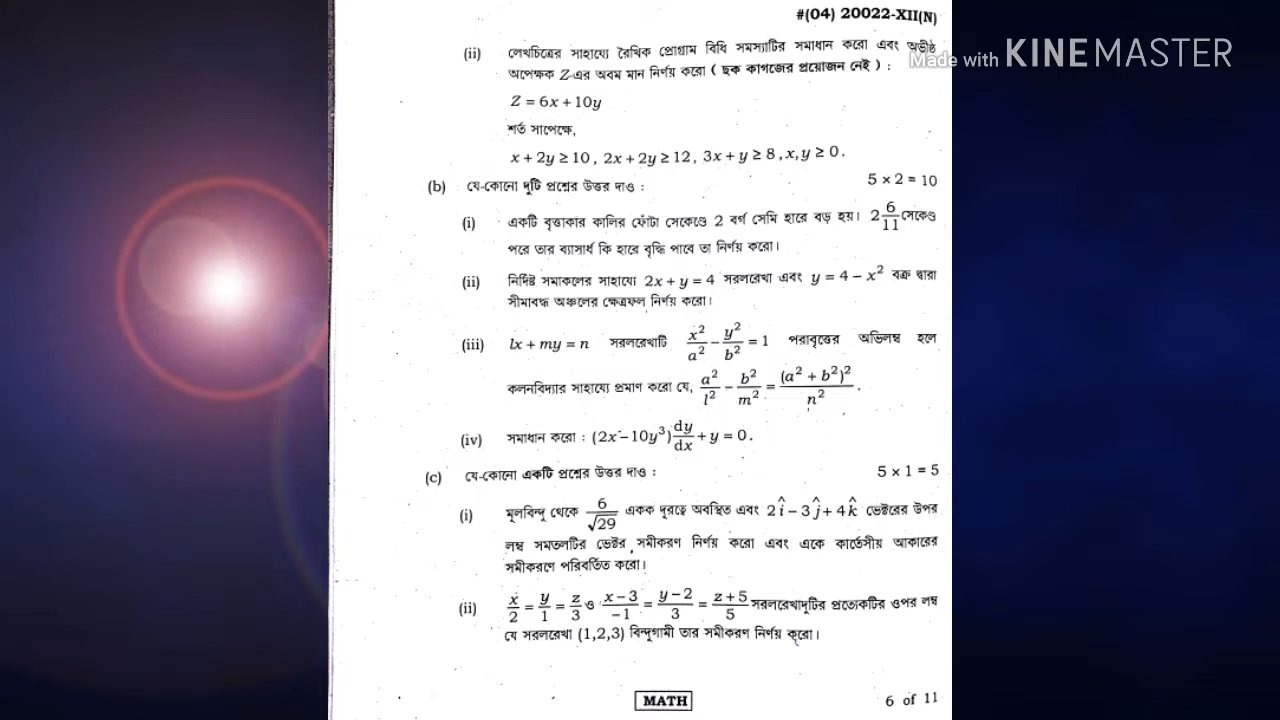 #(04) 20022-XII(N)
Made with KINEMASTER
(ii) লেখচিত্রের সাহায্যে রৈখিক প্রোগ্রাম বিধি সমস্যাটির সমাধান করো এবং অভীষ্ট
অপেক্ষক Z-এর অবম মান নির্ণয় করো ( ছক কাগজের প্রয়োজন নেই ) :
Z = 6x + 10y
শর্ত সাপেক্ষে,
x + 2y ≥ 10 , 2x + 2y ≥ 12, 3x + y ≥ 8 , x, y ≥ 0 .
(b) যে-কোনো দুটি প্রশ্নের উত্তর দাও : 5 × 2 = 10
(i) একটি বৃত্তাকার কালির ফোঁটা সেকেণ্ডে 2 বর্গ সেমি হারে বড় হয়। 2 6/11 সেকেণ্ড
পরে তার ব্যাসার্ধ কি হারে বৃদ্ধি পাবে তা নির্ণয় করো।
(ii) নির্দিষ্ট সমাকলের সাহায্যে 2x + y = 4 সরলরেখা এবং y = 4 − x² বক্র দ্বারা
সীমাবদ্ধ অঞ্চলের ক্ষেত্রফল নির্ণয় করো।
(iii) lx + my = n সরলরেখাটি x²/a² − y²/b² = 1 পরাবৃত্তের অভিলম্ব হলে
কলনবিদ্যার সাহায্যে প্রমাণ করো যে, a²/l² − b²/m² = (a² + b²)²/n² .
(iv) সমাধান করো : (2x − 10y³) dy/dx + y = 0 .
(c) যে-কোনো একটি প্রশ্নের উত্তর দাও : 5 × 1 = 5
(i) মূলবিন্দু থেকে 6/√29 একক দূরত্বে অবস্থিত এবং 2î − 3ĵ + 4k̂ ভেক্টরের উপর
লম্ব সমতলটির ভেক্টর সমীকরণ নির্ণয় করো এবং একে কার্তেসীয় আকারের
সমীকরণে পরিবর্তিত করো।
(ii) x/2 = y/1 = z/3 ও x − 3/−1 = y − 2/3 = z + 5/5 সরলরেখাদুটির প্রত্যেকটির ওপর লম্ব
যে সরলরেখা (1,2,3) বিন্দুগামী তার সমীকরণ নির্ণয় করো।
MATH
6 of 11